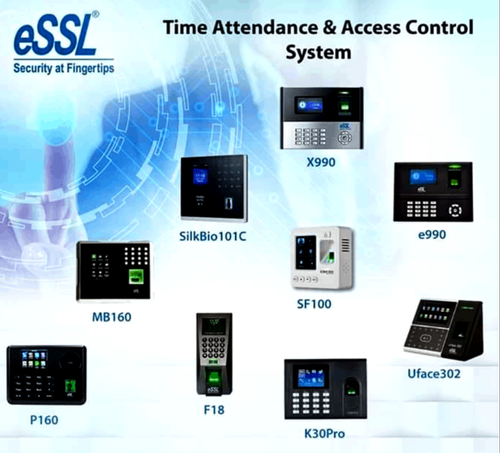 eSSL®
Security at Fingertips
Time Attendance & Access Control
System
X990
SilkBio101C
e990
SF100
MB160
Uface302
F18
P160
K30Pro